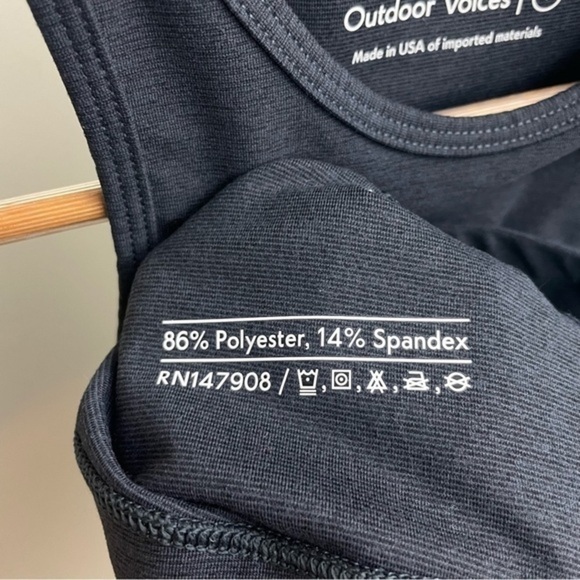 Outdoor Voices /
Made in USA of imported materials
86% Polyester, 14% Spandex
RN147908 /